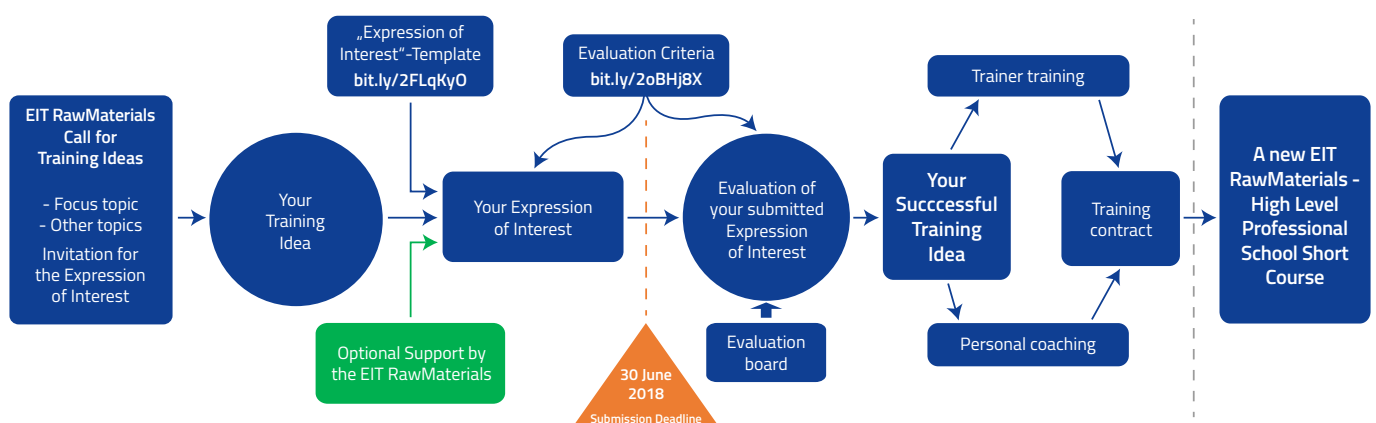 EIT RawMaterials
Call for
Training Ideas
- Focus topic
- Other topics
Invitation for
the Expression
of Interest
Your
Training
Idea
„Expression of
Interest“-Template
bit.ly/2FLqKyO
Optional Support by
the EIT RawMaterials
Your Expression
of Interest
Evaluation Criteria
bit.ly/2oBHj8X
30 June
2018
Submission Deadline
Evaluation of
your submitted
Expression
of Interest
Evaluation
board
Your
Succcessful
Training
Idea
Trainer training
Personal coaching
Training
contract
A new EIT
RawMaterials -
High Level
Professional
School Short
Course